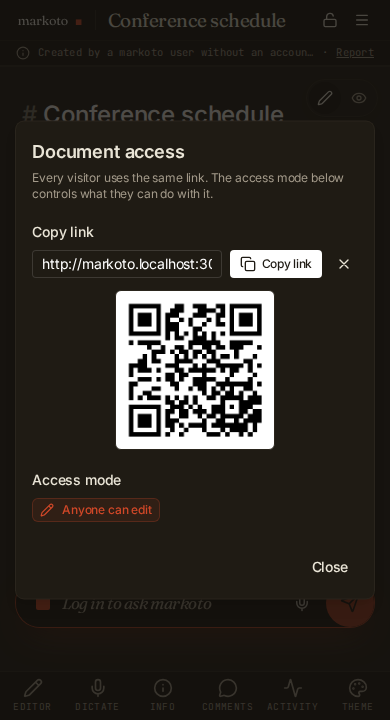 markoto
Conference schedule
Created by a markoto user without an accoun… · Report
# Conference schedule
Document access
Every visitor uses the same link. The access mode below
controls what they can do with it.
Copy link
http://markoto.localhost:30
Copy link
Access mode
Anyone can edit
Close
Log in to ask markoto
EDITOR
DICTATE
INFO
COMMENTS
ACTIVITY
THEME